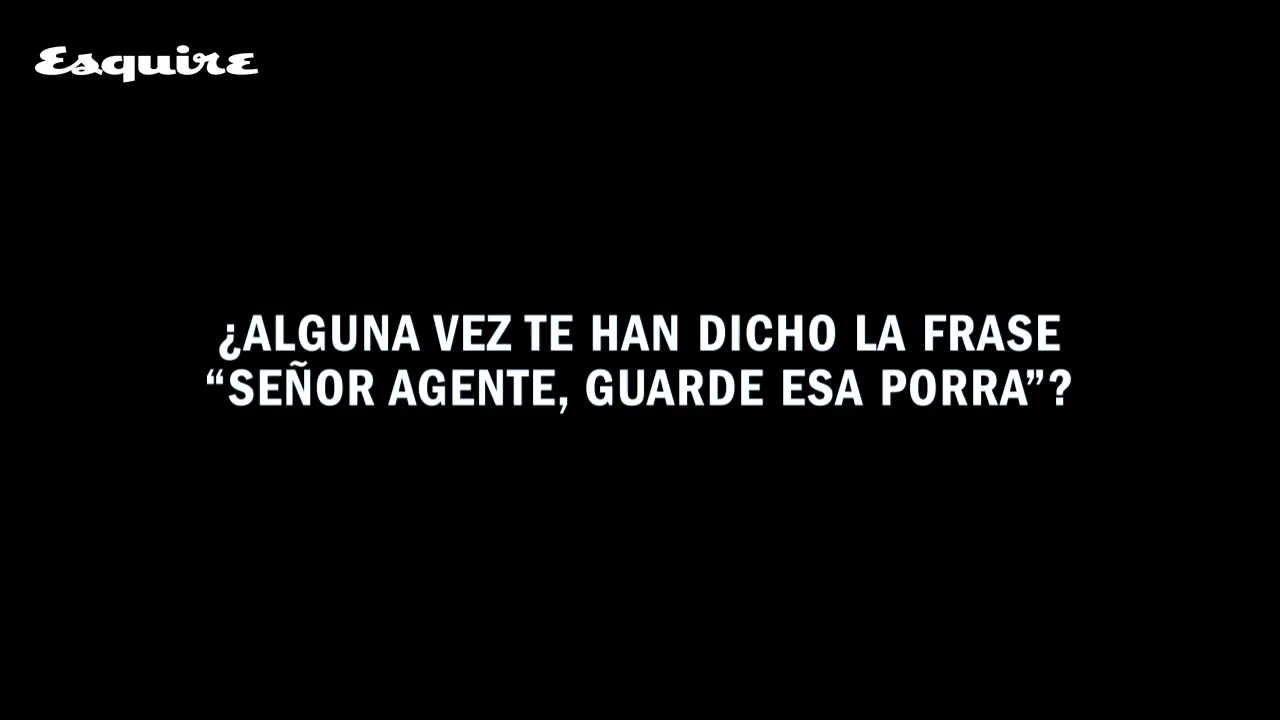 Esquire
¿ALGUNA VEZ TE HAN DICHO LA FRASE
“SEÑOR AGENTE, GUARDE ESA PORRA”?